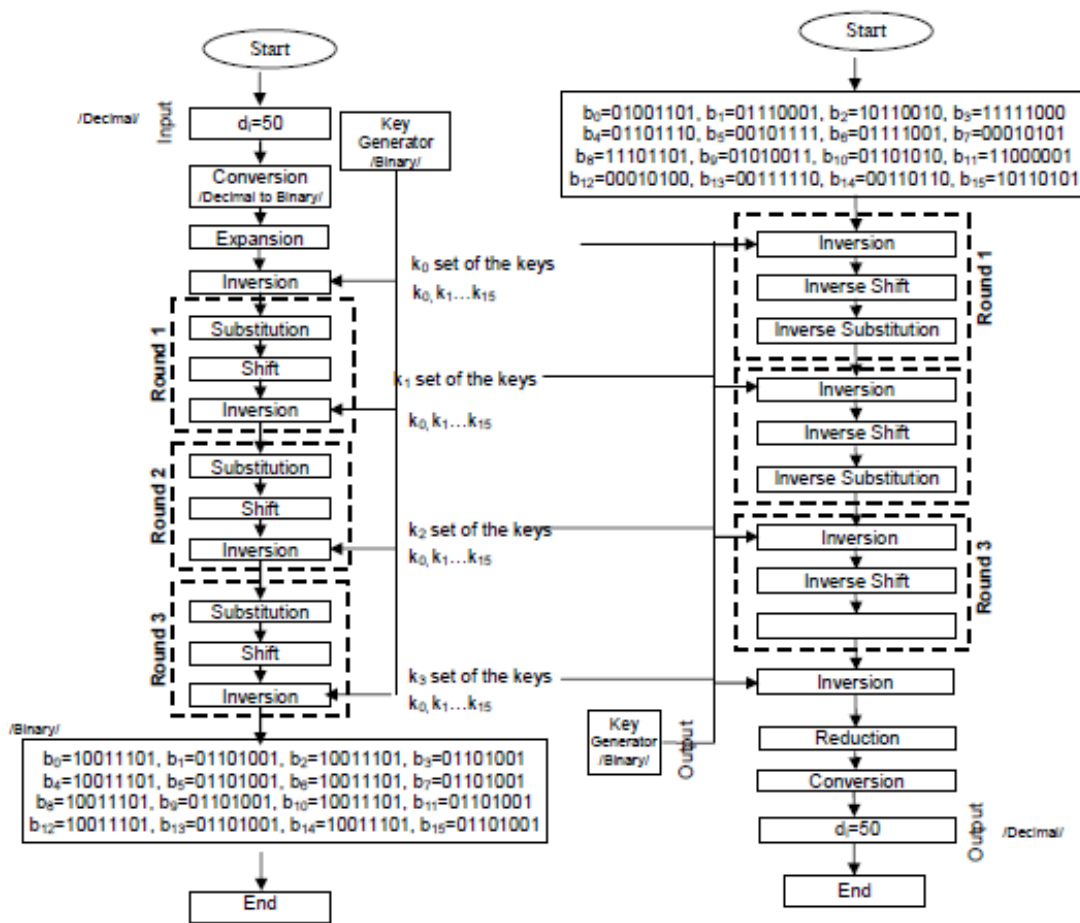 Start
/Decimal/
Input
dᵢ=50
Conversion
/Decimal to Binary/
Expansion
Inversion
Round 1
Substitution
Shift
Inversion
Round 2
Substitution
Shift
Inversion
Round 3
Substitution
Shift
Inversion
/Binary/
b₀=10011101, b₁=01101001, b₂=10011101, b₃=01101001
b₄=10011101, b₅=01101001, b₆=10011101, b₇=01101001
b₈=10011101, b₉=01101001, b₁₀=10011101, b₁₁=01101001
b₁₂=10011101, b₁₃=01101001, b₁₄=10011101, b₁₅=01101001
End
Key
Generator
/Binary/
k₀ set of the keys
k₀, k₁…k₁₅
k₁ set of the keys
k₀, k₁…k₁₅
k₂ set of the keys
k₀, k₁…k₁₅
k₃ set of the keys
k₀, k₁…k₁₅
Start
b₀=01001101, b₁=01110001, b₂=10110010, b₃=11111000
b₄=01101110, b₅=00101111, b₆=01111001, b₇=00010101
b₈=11101101, b₉=01010011, b₁₀=01101010, b₁₁=11000001
b₁₂=00010100, b₁₃=00111110, b₁₄=00110110, b₁₅=10110101
Inversion
Inverse Shift
Inverse Substitution
Round 1
Inversion
Inverse Shift
Inverse Substitution
Inversion
Inverse Shift
Round 3
Inversion
Key
Generator
/Binary/
Output
Reduction
Conversion
dᵢ=50
Output
/Decimal/
End